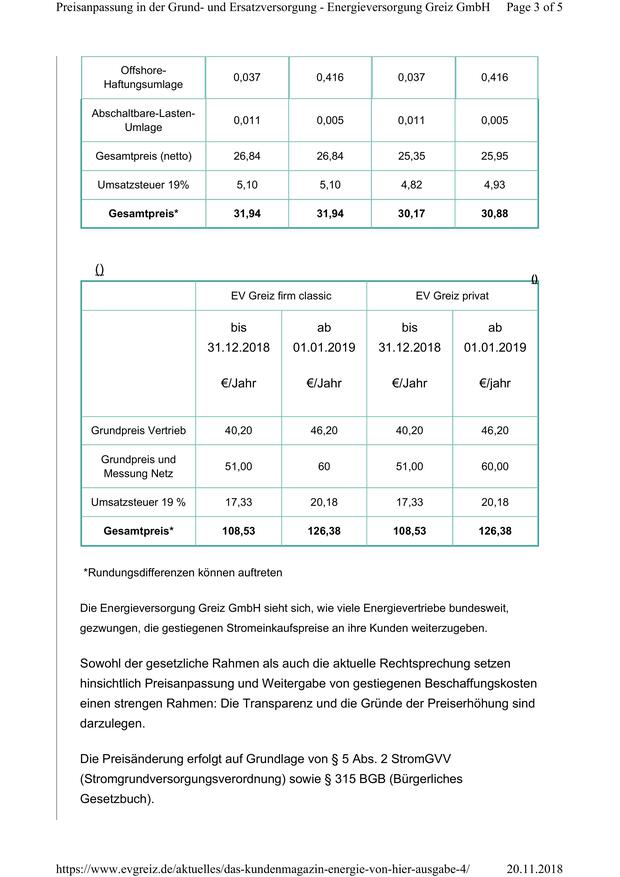 Preisanpassung in der Grund- und Ersatzversorgung - Energieversorgung Greiz GmbH Page 3 of 5
Offshore-
Haftungsumlage 0,037 0,416 0,037 0,416
Abschaltbare-Lasten-
Umlage 0,011 0,005 0,011 0,005
Gesamtpreis (netto) 26,84 26,84 25,35 25,95
Umsatzsteuer 19% 5,10 5,10 4,82 4,93
Gesamtpreis* 31,94 31,94 30,17 30,88
()
()
EV Greiz firm classic EV Greiz privat
bis ab bis ab
31.12.2018 01.01.2019 31.12.2018 01.01.2019
€/Jahr €/Jahr €/Jahr €/jahr
Grundpreis Vertrieb 40,20 46,20 40,20 46,20
Grundpreis und
Messung Netz 51,00 60 51,00 60,00
Umsatzsteuer 19 % 17,33 20,18 17,33 20,18
Gesamtpreis* 108,53 126,38 108,53 126,38
*Rundungsdifferenzen können auftreten
Die Energieversorgung Greiz GmbH sieht sich, wie viele Energievertriebe bundesweit,
gezwungen, die gestiegenen Stromeinkaufspreise an ihre Kunden weiterzugeben.
Sowohl der gesetzliche Rahmen als auch die aktuelle Rechtsprechung setzen
hinsichtlich Preisanpassung und Weitergabe von gestiegenen Beschaffungskosten
einen strengen Rahmen: Die Transparenz und die Gründe der Preiserhöhung sind
darzulegen.
Die Preisänderung erfolgt auf Grundlage von § 5 Abs. 2 StromGVV
(Stromgrundversorgungsverordnung) sowie § 315 BGB (Bürgerliches
Gesetzbuch).
https://www.evgreiz.de/aktuelles/das-kundenmagazin-energie-von-hier-ausgabe-4/ 20.11.2018